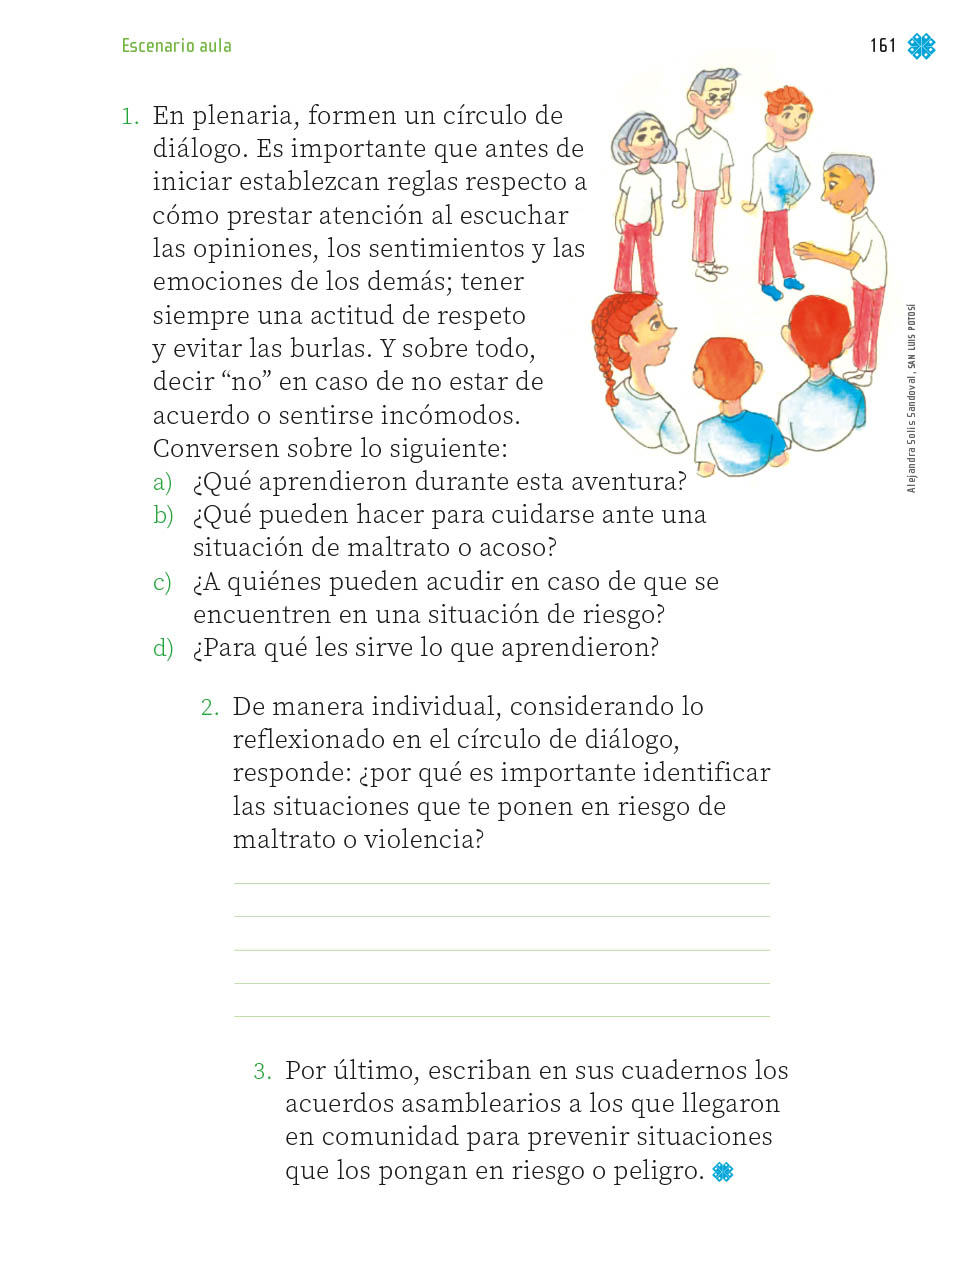 Escenario aula
161
1. En plenaria, formen un círculo de
diálogo. Es importante que antes de
iniciar establezcan reglas respecto a
cómo prestar atención al escuchar
las opiniones, los sentimientos y las
emociones de los demás; tener
siempre una actitud de respeto
y evitar las burlas. Y sobre todo,
decir “no” en caso de no estar de
acuerdo o sentirse incómodos.
Conversen sobre lo siguiente:
a) ¿Qué aprendieron durante esta aventura?
b) ¿Qué pueden hacer para cuidarse ante una
situación de maltrato o acoso?
c) ¿A quiénes pueden acudir en caso de que se
encuentren en una situación de riesgo?
d) ¿Para qué les sirve lo que aprendieron?
Alejandra Solís Sandoval, SAN LUIS POTOSÍ
2. De manera individual, considerando lo
reflexionado en el círculo de diálogo,
responde: ¿por qué es importante identificar
las situaciones que te ponen en riesgo de
maltrato o violencia?
3. Por último, escriban en sus cuadernos los
acuerdos asamblearios a los que llegaron
en comunidad para prevenir situaciones
que los pongan en riesgo o peligro.